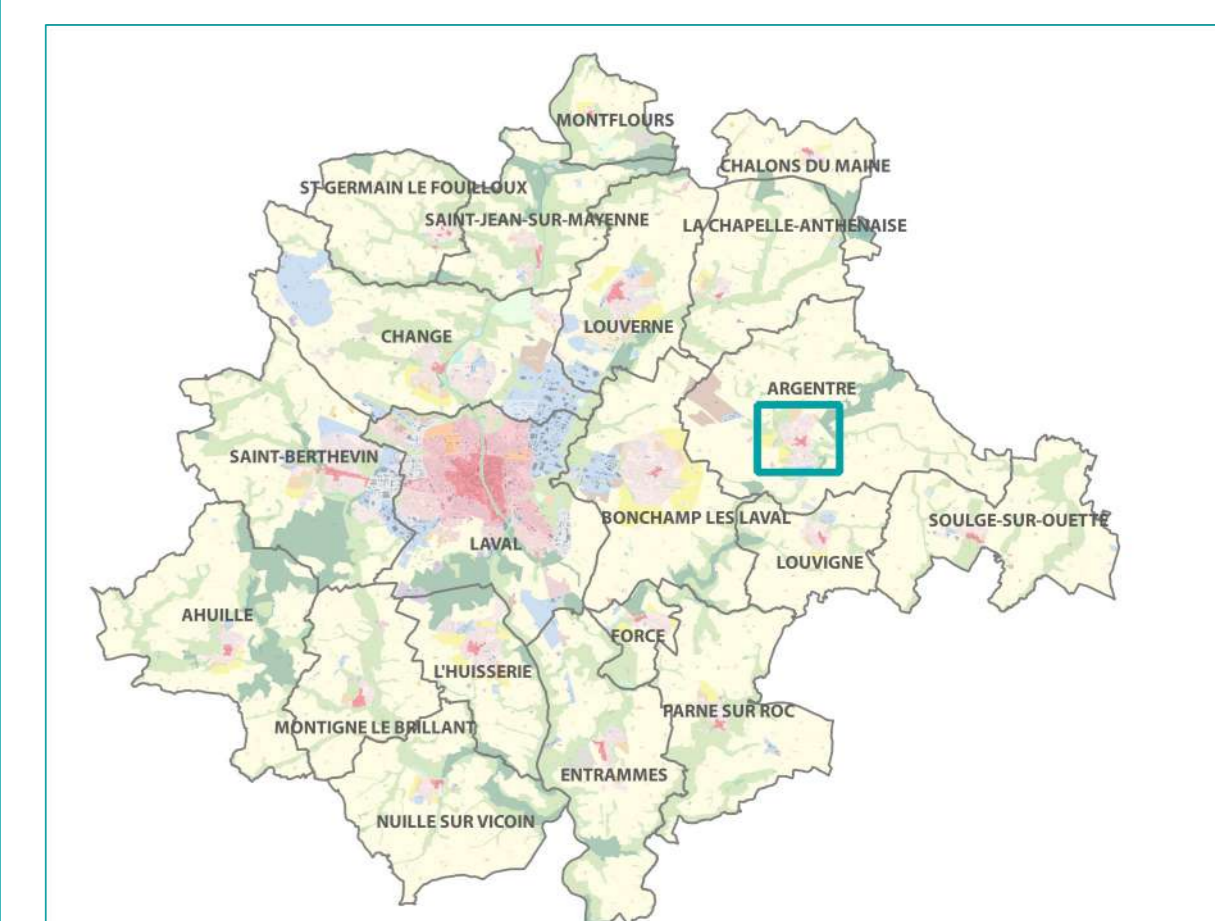 MONTFLOURS
CHALONS DU MAINE
ST GERMAIN LE FOUILLOUX
SAINT-JEAN-SUR-MAYENNE
LA CHAPELLE-ANTHENAISE
CHANGE
LOUVERNE
ARGENTRE
SAINT-BERTHEVIN
BONCHAMP LES LAVAL
SOULGE-SUR-OUETTE
LAVAL
LOUVIGNE
AHUILLE
FORCE
L'HUISSERIE
PARNE SUR ROC
MONTIGNE LE BRILLANT
ENTRAMMES
NUILLE SUR VICOIN